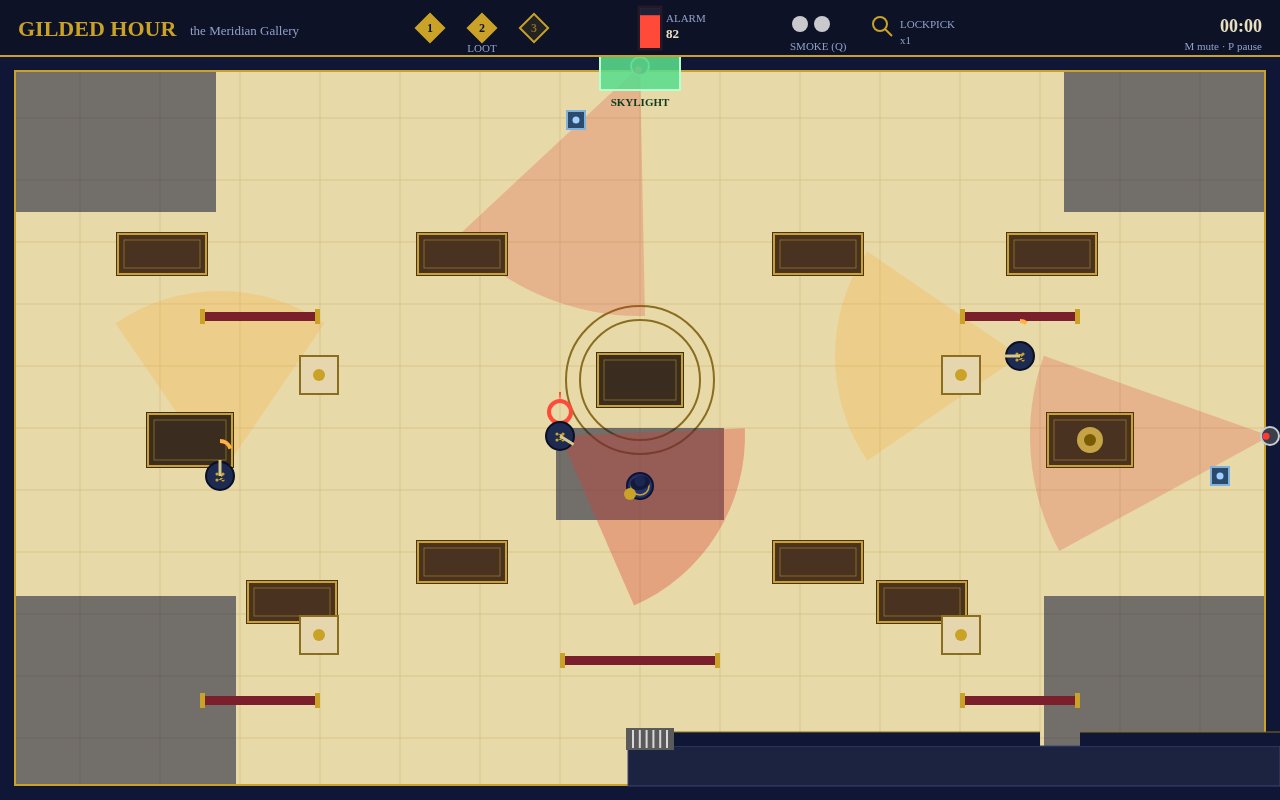 GILDED HOUR the Meridian Gallery
1 2 3
LOOT
ALARM
82
SMOKE (Q)
LOCKPICK
x1
00:00
M mute · P pause
SKYLIGHT
!